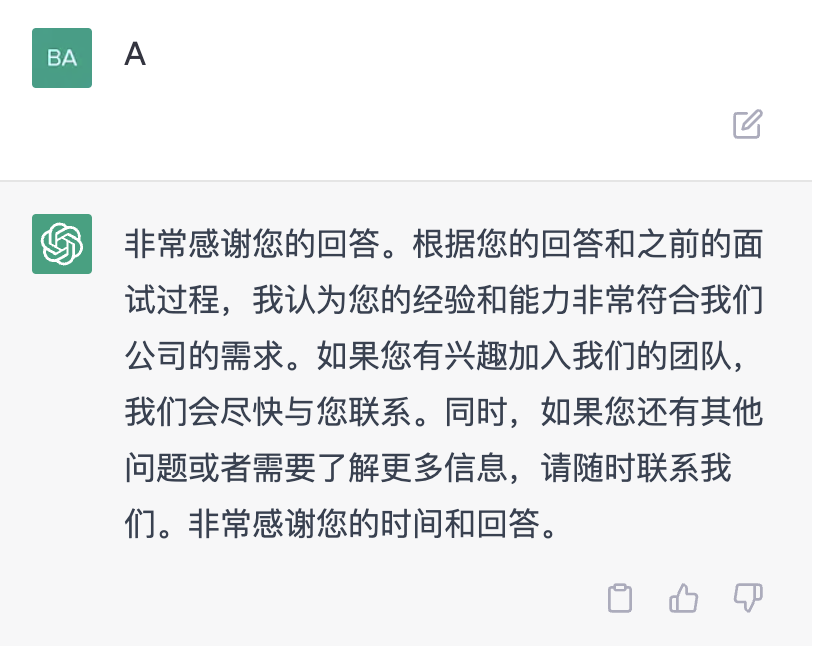 BA
A
非常感谢您的回答。根据您的回答和之前的面
试过程，我认为您的经验和能力非常符合我们
公司的需求。如果您有兴趣加入我们的团队，
我们会尽快与您联系。同时，如果您还有其他
问题或者需要了解更多信息，请随时联系我
们。非常感谢您的时间和回答。